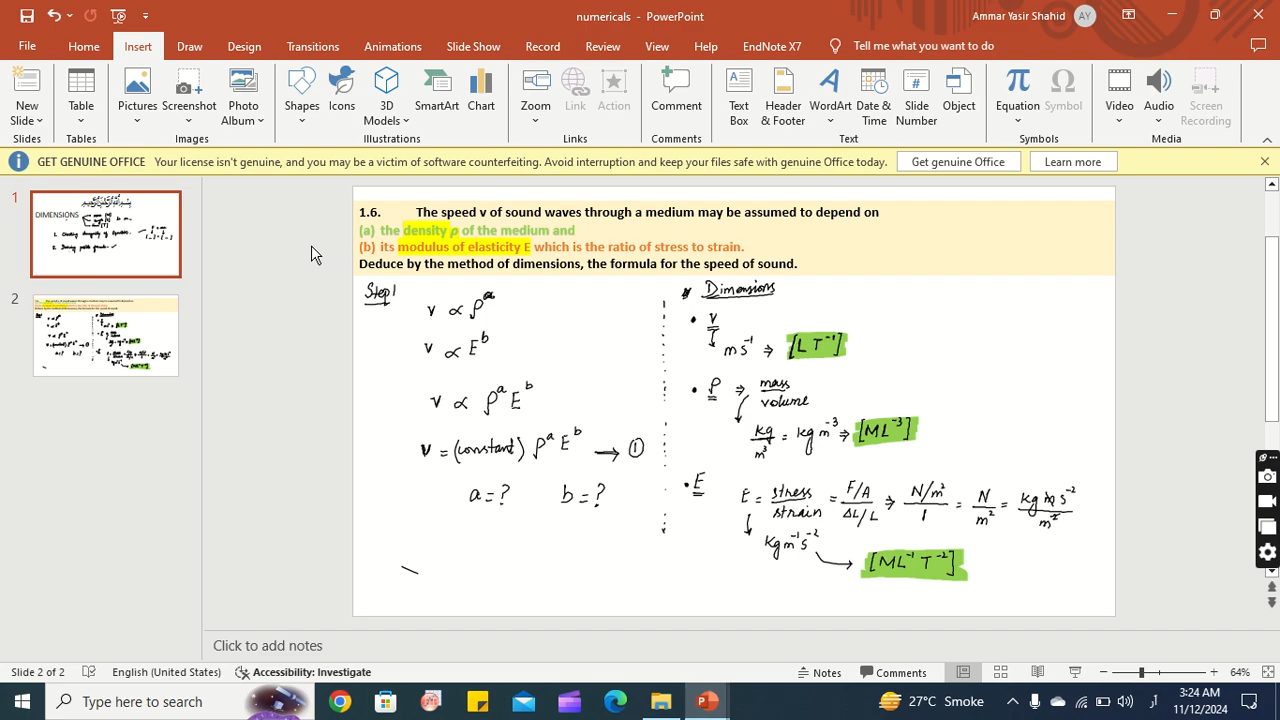 numericals - PowerPoint
Ammar Yasir Shahid AY
File Home Insert Draw Design Transitions Animations Slide Show Record Review View Help EndNote X7 Tell me what you want to do
New Slide Table Pictures Screenshot Photo Album Shapes Icons 3D Models SmartArt Chart Zoom Link Action Comment Text Box Header & Footer WordArt Date & Time Slide Number Object Equation Symbol Video Audio Screen Recording
Slides Tables Images Illustrations Links Comments Text Symbols Media
GET GENUINE OFFICE Your license isn't genuine, and you may be a victim of software counterfeiting. Avoid interruption and keep your files safe with genuine Office today. Get genuine Office Learn more
1
DIMENSIONS
2
1.6. The speed v of sound waves through a medium may be assumed to depend on
(a) the density ρ of the medium and
(b) its modulus of elasticity E which is the ratio of stress to strain.
Deduce by the method of dimensions, the formula for the speed of sound.
Step 1
v ∝ ρ^a
v ∝ E^b
v ∝ ρ^a E^b
v = (constant) ρ^a E^b → ①
a = ? b = ?
Dimensions
• v
ms⁻¹ ⇒ [L T⁻¹]
• ρ ⇒ mass
volume
kg/m³ = kg m⁻³ ⇒ [ML⁻³]
• E
E = stress/strain = F/A / ΔL/L ⇒ N/m² / 1 = N/m² = kg m s⁻² / m²
kg m⁻¹ s⁻² → [ML⁻¹ T⁻²]
Click to add notes
Slide 2 of 2 English (United States) Accessibility: Investigate Notes Comments 64%
Type here to search
27°C Smoke
3:24 AM
11/12/2024